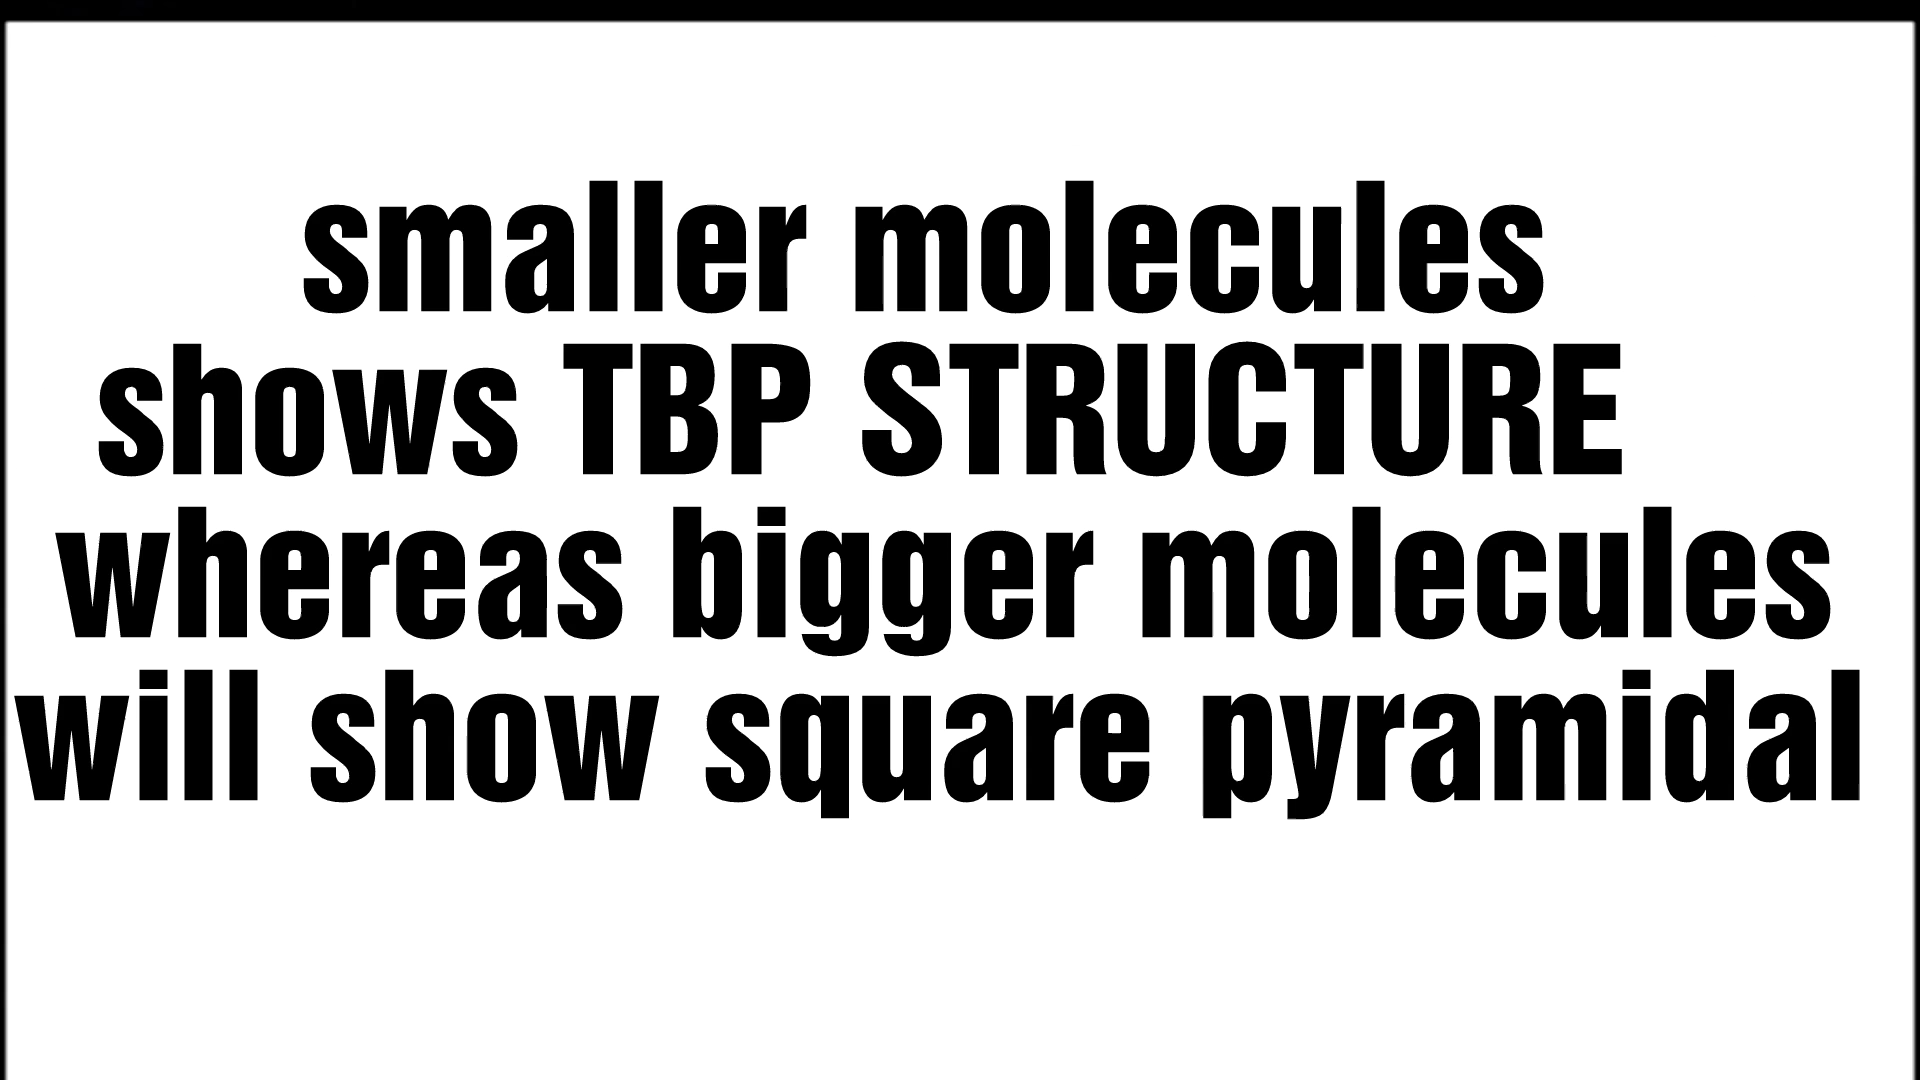 smaller molecules
shows TBP STRUCTURE
whereas bigger molecules
will show square pyramidal